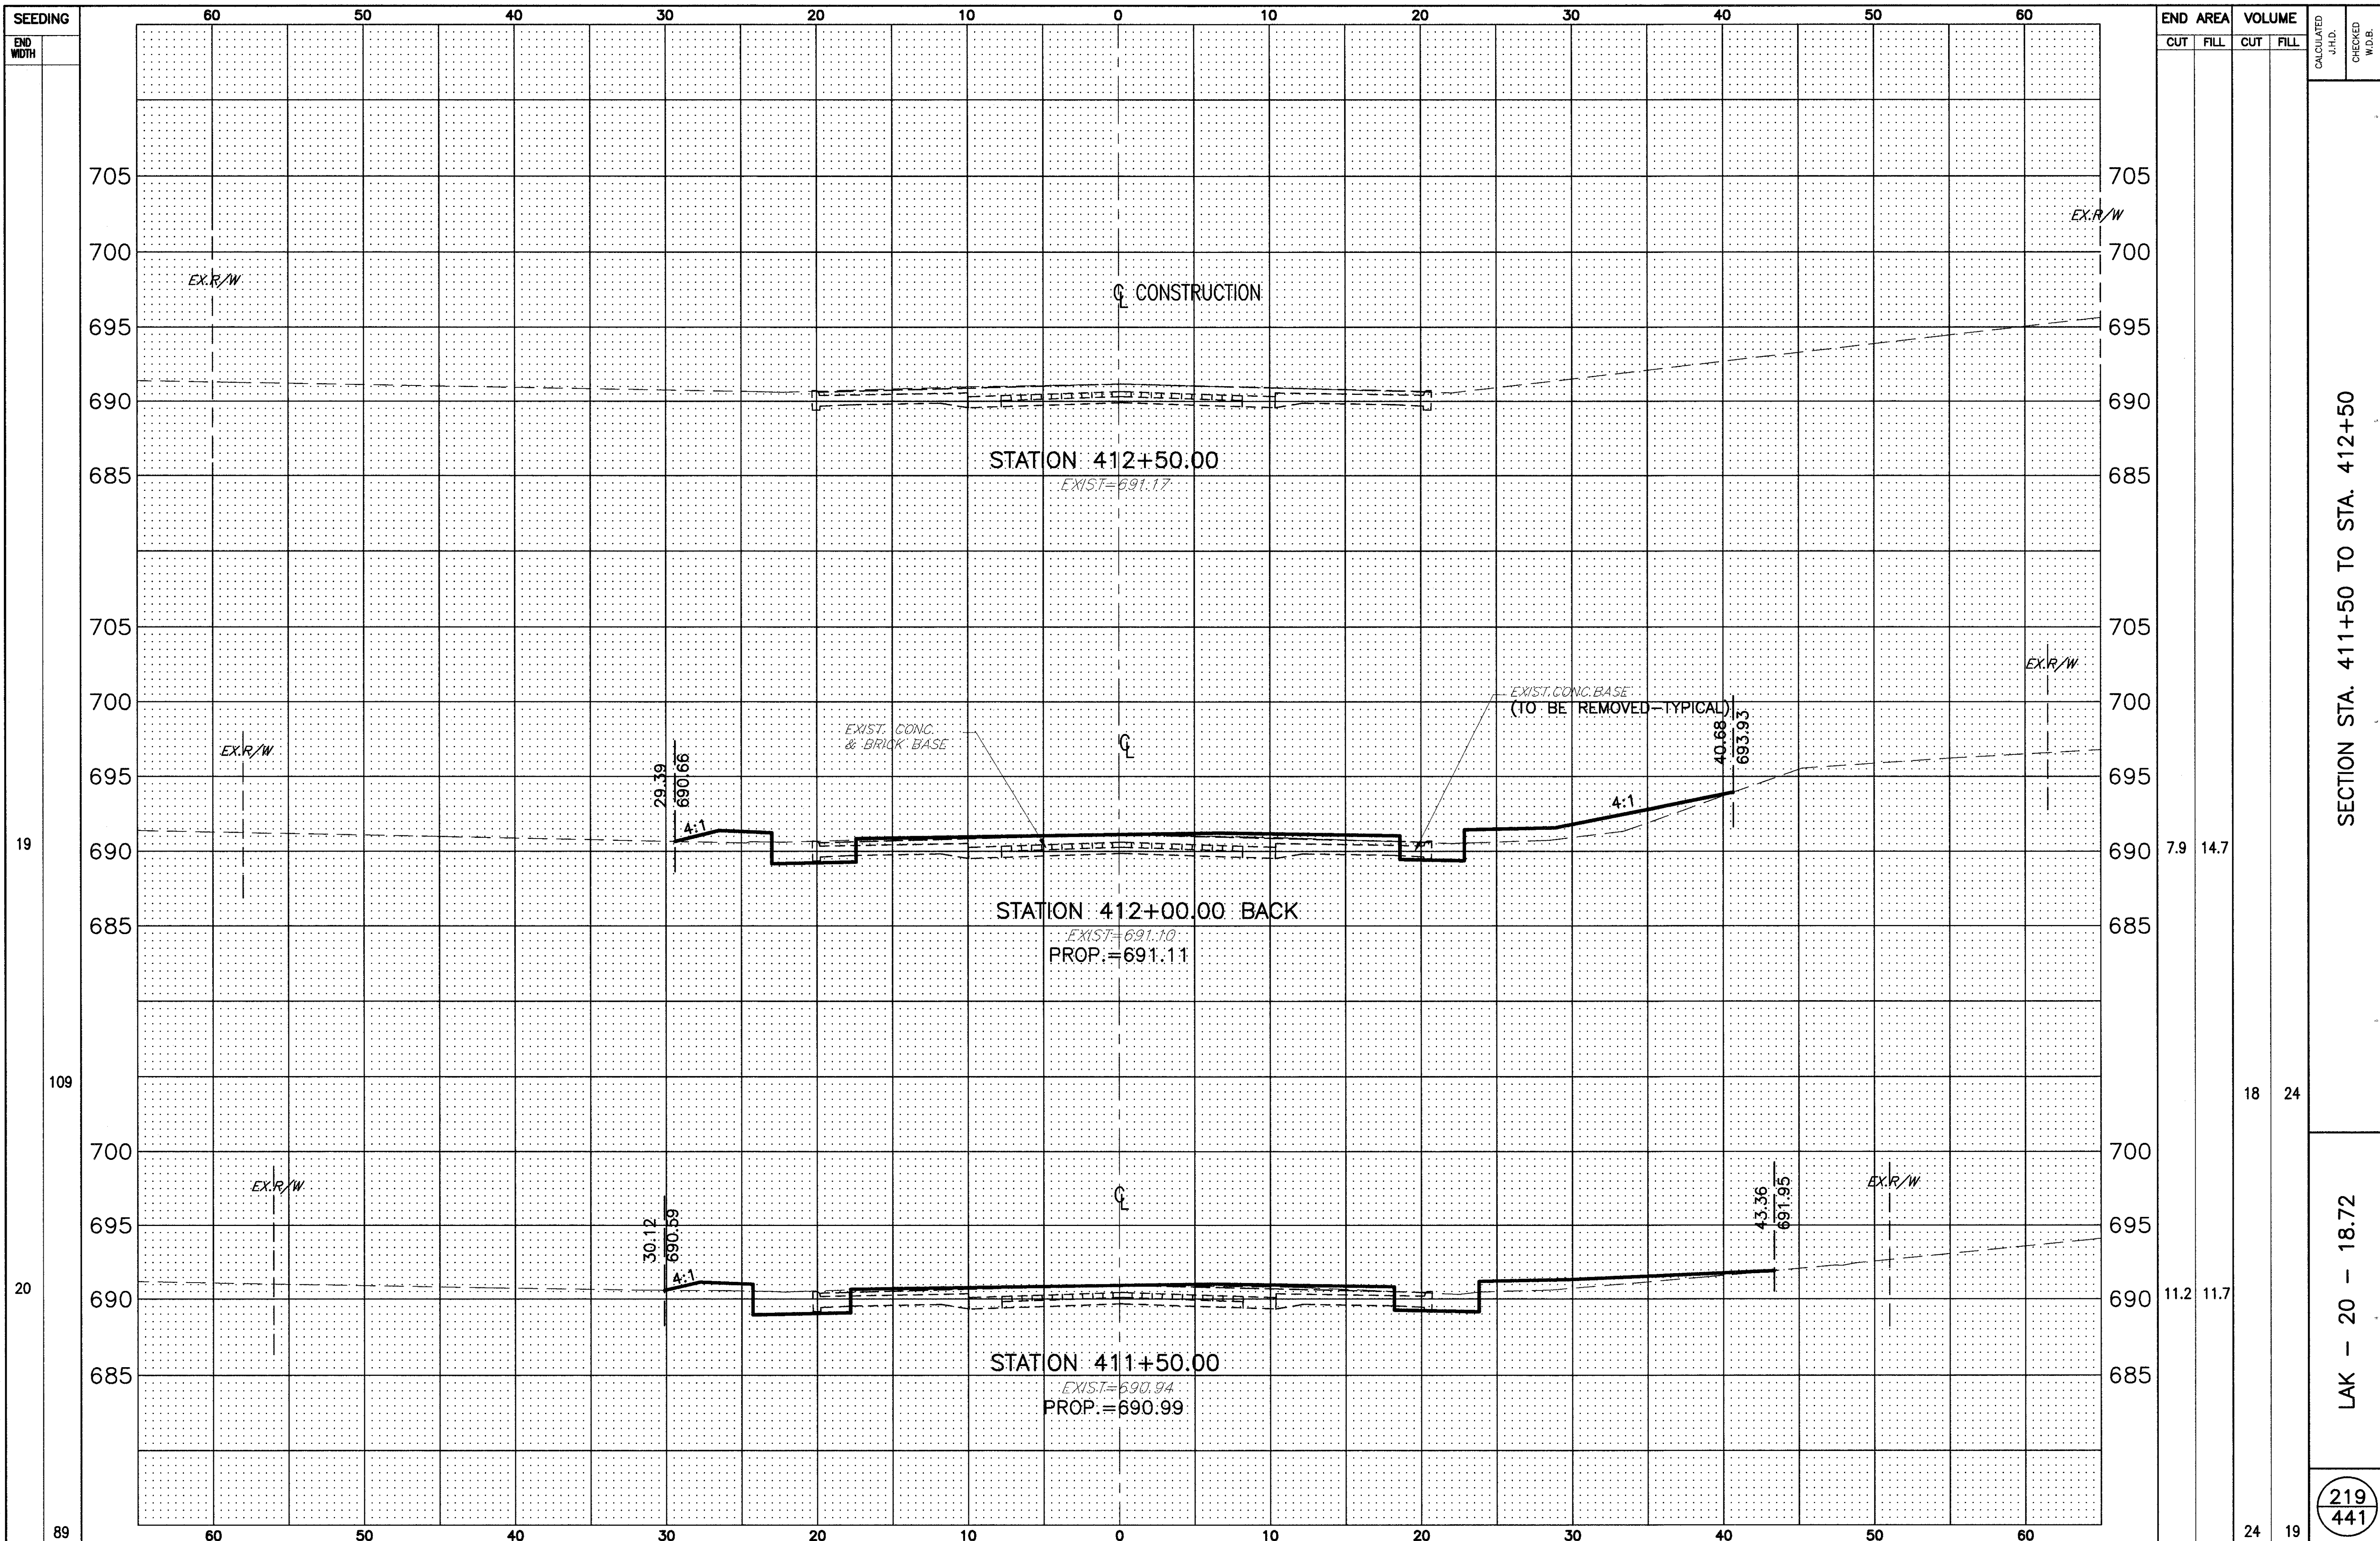 SEEDING
END WIDTH
60 50 40 30 20 10 0 10 20 30 40 50 60
END AREA VOLUME
CUT FILL CUT FILL
CALCULATED
J.H.D.
CHECKED
W.D.B.
705 705
EX.R/W
700 700
EX.R/W
℄ CONSTRUCTION
695 695
690 690
STATION 412+50.00
685 685
EXIST=691.17
705 705
EX.R/W
700 700
EXIST.CONC.BASE
(TO BE REMOVED-TYPICAL)
EXIST. CONC.
& BRICK BASE
℄
EX.R/W
40.68
693.93
29.39
690.66
695 695
4:1
4:1
19
690 690
7.9 14.7
STATION 412+00.00 BACK
685 685
EXIST=691.10
PROP.=691.11
109
18 24
700 700
EX.R/W
℄
EX.R/W
43.36
691.95
30.12
690.59
695 695
4:1
20
690 690
11.2 11.7
STATION 411+50.00
685 685
EXIST=690.94
PROP.=690.99
89
24 19
60 50 40 30 20 10 0 10 20 30 40 50 60
SECTION STA. 411+50 TO STA. 412+50
LAK - 20 - 18.72
219
441